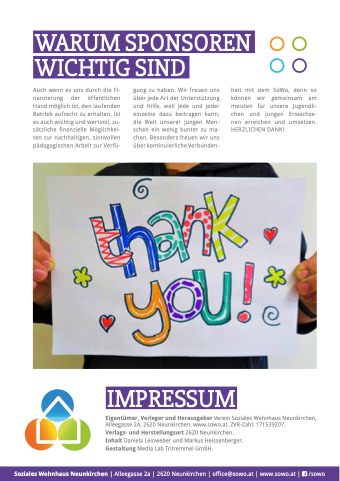 WARUM SPONSOREN
WICHTIG SIND
Auch wenn es uns durch die Fi-
nanzierung der öffentlichen
Hand möglich ist, den laufenden
Betrieb aufrecht zu erhalten, ist
es auch wichtig und wertvoll, zu-
sätzliche finanzielle Möglichkei-
ten zur nachhaltigen, sinnvollen
pädagogischen Arbeit zur Verfü-
gung zu haben. Wir freuen uns
über jede Art der Unterstützung
und Hilfe, weil jede und jeder
einzelne dazu beitragen kann,
die Welt unserer jungen Men-
schen ein wenig bunter zu ma-
chen. Besonders freuen wir uns
über kontinuierliche Verbunden-
heit mit dem SoWo, denn so
können wir gemeinsam am
meisten für unsere Jugendli-
chen und jungen Erwachse-
nen erreichen und umsetzen.
HERZLICHEN DANK!
thank
you!
IMPRESSUM
Eigentümer, Verleger und Herausgeber Verein Soziales Wohnhaus Neunkirchen,
Alleegasse 2A, 2620 Neunkirchen. www.sowo.at. ZVR-Zahl: 171539207.
Verlags- und Herstellungsort 2620 Neunkirchen.
Inhalt Daniela Leinweber und Markus Heissenberger.
Gestaltung Media Lab Tritremmel GmbH.
Soziales Wohnhaus Neunkirchen | Alleegasse 2a | 2620 Neunkirchen | office@sowo.at | www.sowo.at | /sowo